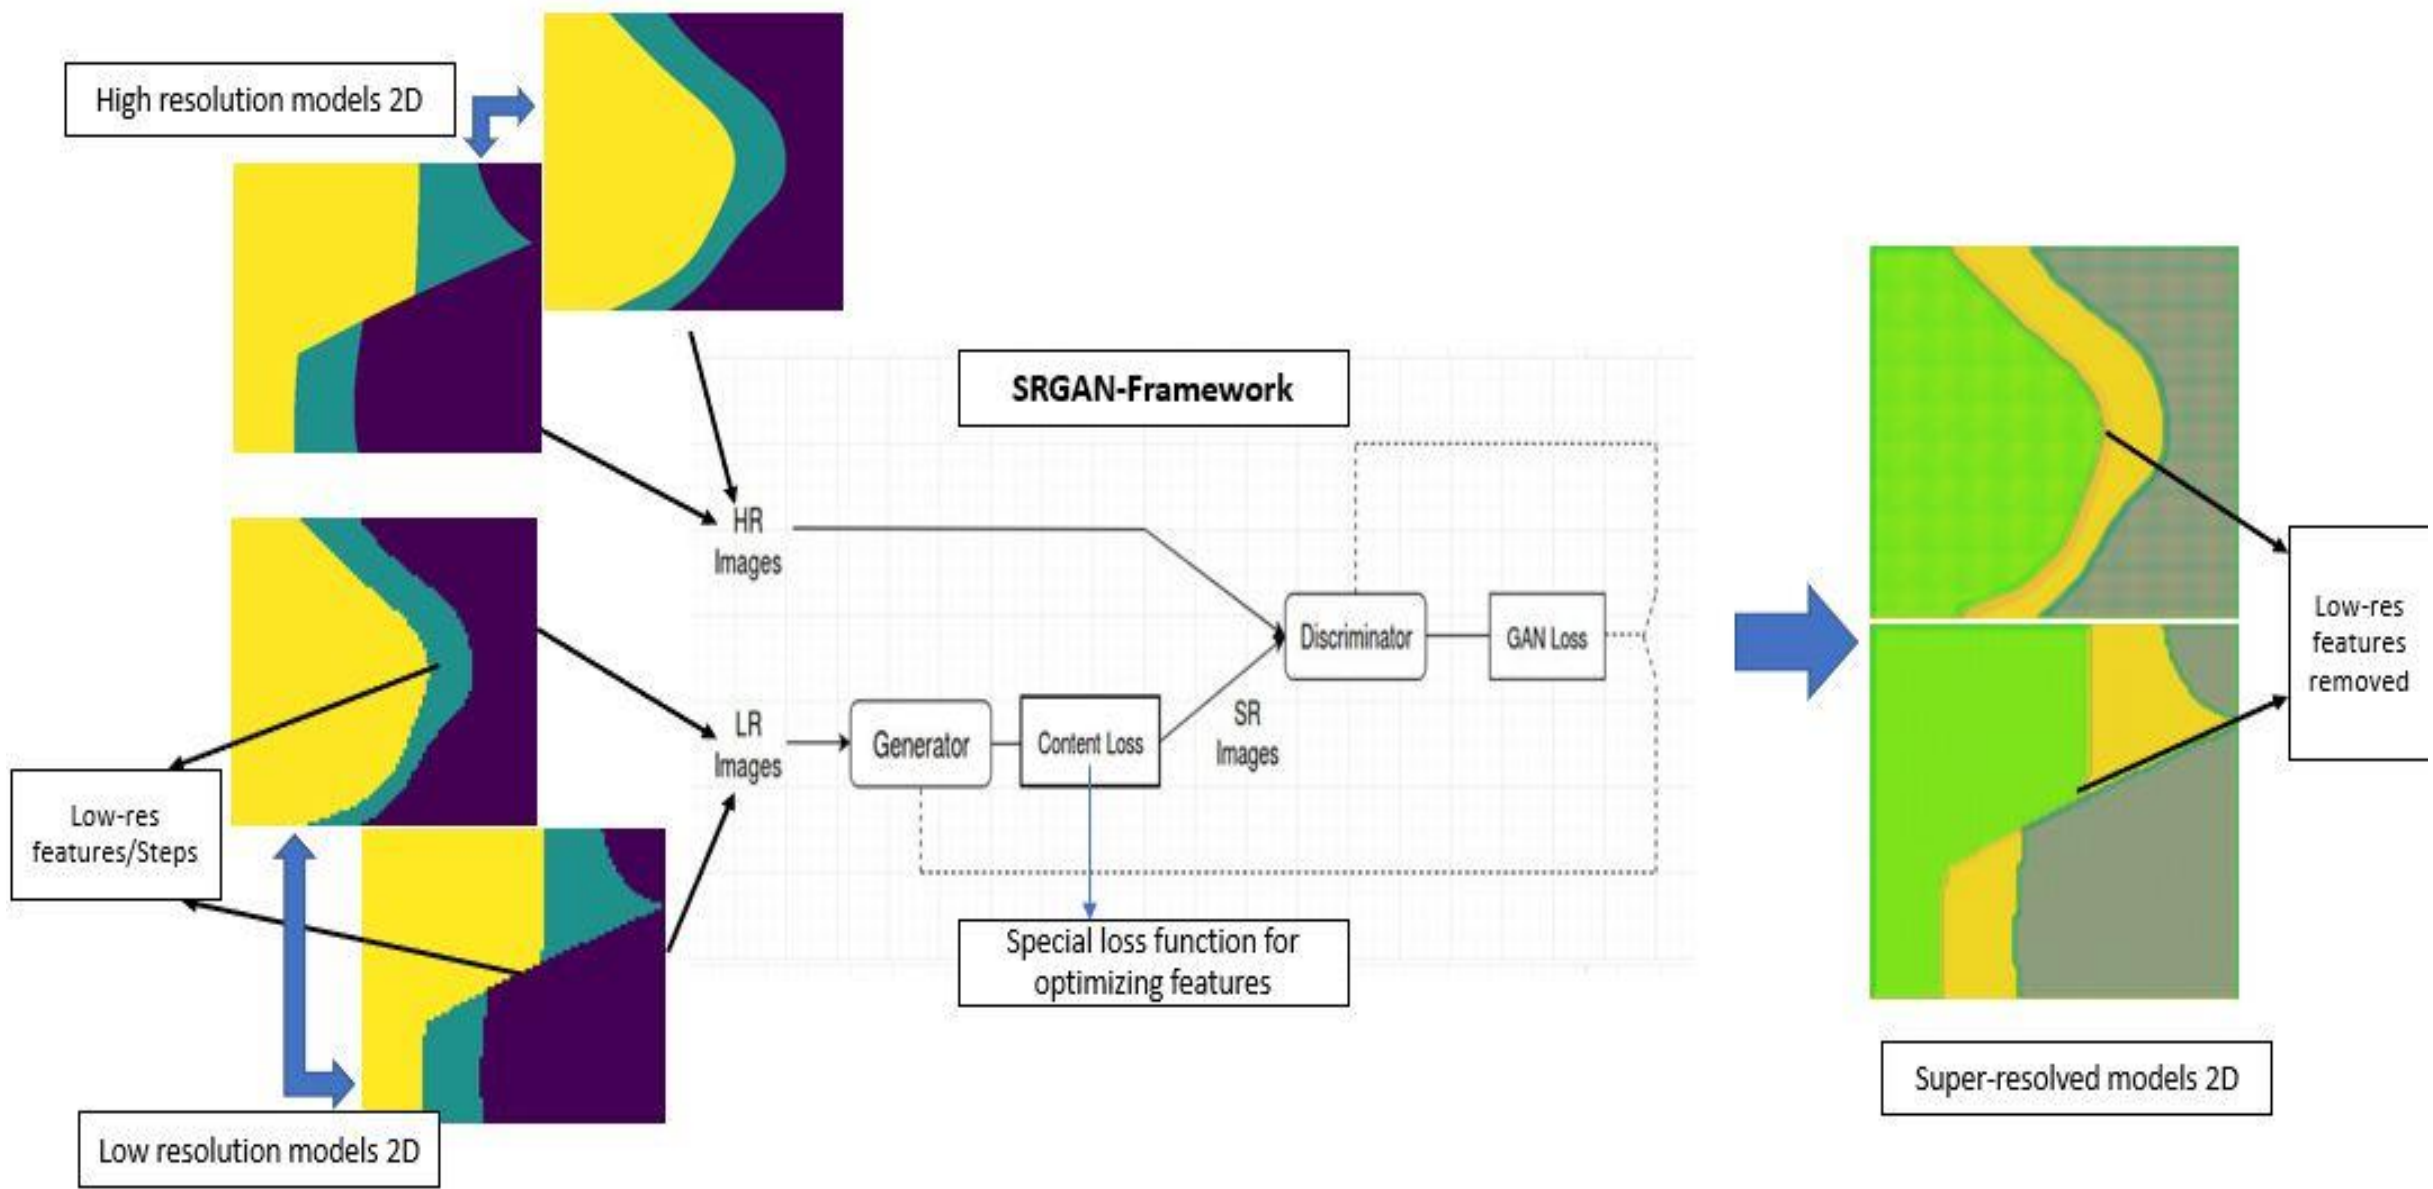 High resolution models 2D
SRGAN-Framework
HR
Images
LR
Images
Generator
Content Loss
SR
Images
Discriminator
GAN Loss
Special loss function for
optimizing features
Low-res
features/Steps
Low resolution models 2D
Low-res
features
removed
Super-resolved models 2D